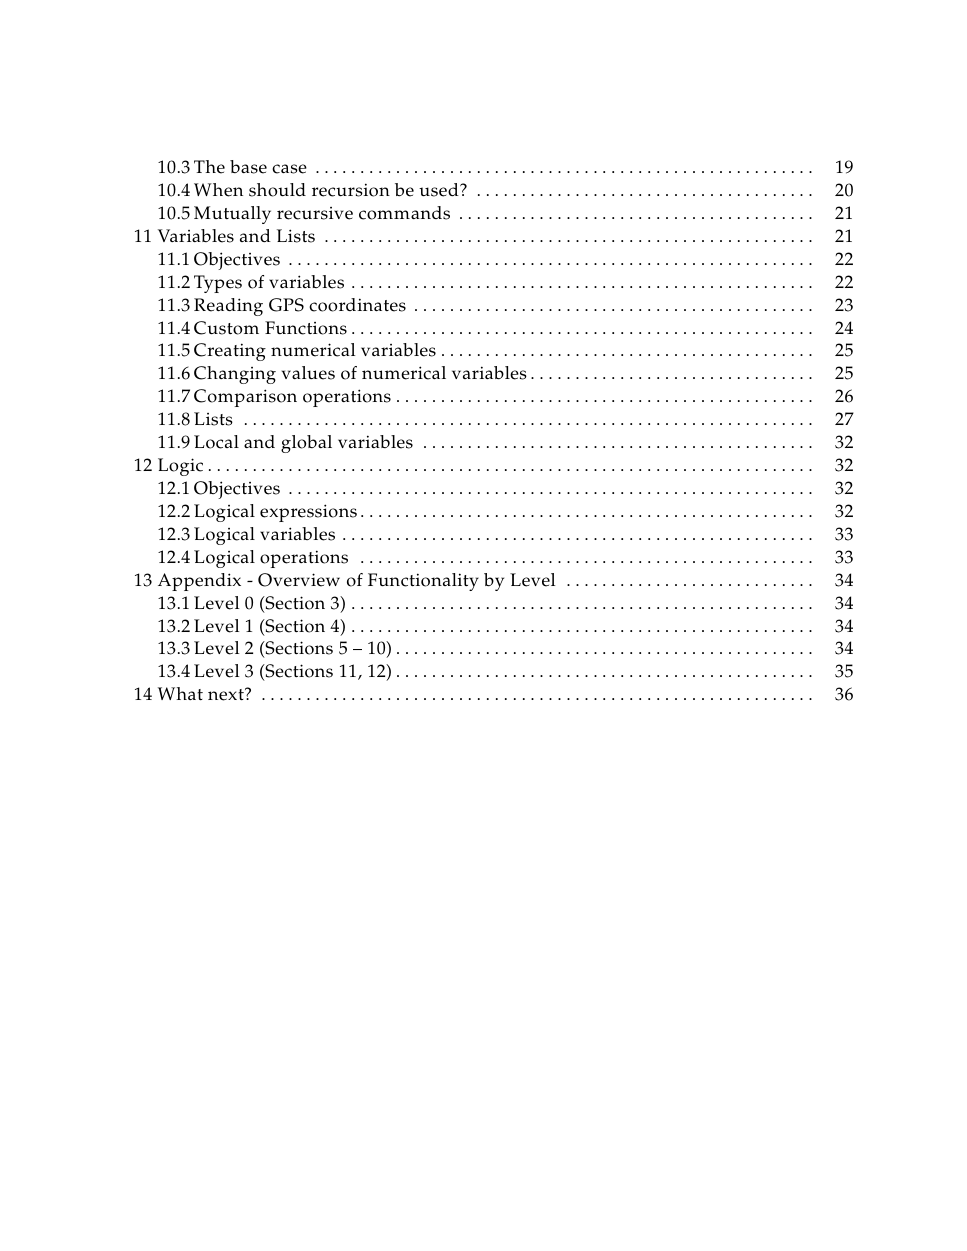 10.3 The base case . . . . . . . . . . . . . . . . . . . . . . . . . . . . . . . . . . . . . . . . . . . . . . . . . . . . . . . . 19
10.4 When should recursion be used? . . . . . . . . . . . . . . . . . . . . . . . . . . . . . . . . . . . . . . 20
10.5 Mutually recursive commands . . . . . . . . . . . . . . . . . . . . . . . . . . . . . . . . . . . . . . . . 21
11 Variables and Lists . . . . . . . . . . . . . . . . . . . . . . . . . . . . . . . . . . . . . . . . . . . . . . . . . . . . . . . 21
11.1 Objectives . . . . . . . . . . . . . . . . . . . . . . . . . . . . . . . . . . . . . . . . . . . . . . . . . . . . . . . . . . . 22
11.2 Types of variables . . . . . . . . . . . . . . . . . . . . . . . . . . . . . . . . . . . . . . . . . . . . . . . . . . . . 22
11.3 Reading GPS coordinates . . . . . . . . . . . . . . . . . . . . . . . . . . . . . . . . . . . . . . . . . . . . . 23
11.4 Custom Functions . . . . . . . . . . . . . . . . . . . . . . . . . . . . . . . . . . . . . . . . . . . . . . . . . . . . 24
11.5 Creating numerical variables . . . . . . . . . . . . . . . . . . . . . . . . . . . . . . . . . . . . . . . . . . 25
11.6 Changing values of numerical variables . . . . . . . . . . . . . . . . . . . . . . . . . . . . . . . . 25
11.7 Comparison operations . . . . . . . . . . . . . . . . . . . . . . . . . . . . . . . . . . . . . . . . . . . . . . . 26
11.8 Lists . . . . . . . . . . . . . . . . . . . . . . . . . . . . . . . . . . . . . . . . . . . . . . . . . . . . . . . . . . . . . . . . 27
11.9 Local and global variables . . . . . . . . . . . . . . . . . . . . . . . . . . . . . . . . . . . . . . . . . . . . 32
12 Logic . . . . . . . . . . . . . . . . . . . . . . . . . . . . . . . . . . . . . . . . . . . . . . . . . . . . . . . . . . . . . . . . . . . . 32
12.1 Objectives . . . . . . . . . . . . . . . . . . . . . . . . . . . . . . . . . . . . . . . . . . . . . . . . . . . . . . . . . . . 32
12.2 Logical expressions . . . . . . . . . . . . . . . . . . . . . . . . . . . . . . . . . . . . . . . . . . . . . . . . . . . 32
12.3 Logical variables . . . . . . . . . . . . . . . . . . . . . . . . . . . . . . . . . . . . . . . . . . . . . . . . . . . . . 33
12.4 Logical operations . . . . . . . . . . . . . . . . . . . . . . . . . . . . . . . . . . . . . . . . . . . . . . . . . . . 33
13 Appendix - Overview of Functionality by Level . . . . . . . . . . . . . . . . . . . . . . . . . . . . 34
13.1 Level 0 (Section 3) . . . . . . . . . . . . . . . . . . . . . . . . . . . . . . . . . . . . . . . . . . . . . . . . . . . . 34
13.2 Level 1 (Section 4) . . . . . . . . . . . . . . . . . . . . . . . . . . . . . . . . . . . . . . . . . . . . . . . . . . . . 34
13.3 Level 2 (Sections 5 – 10) . . . . . . . . . . . . . . . . . . . . . . . . . . . . . . . . . . . . . . . . . . . . . . . 34
13.4 Level 3 (Sections 11, 12) . . . . . . . . . . . . . . . . . . . . . . . . . . . . . . . . . . . . . . . . . . . . . . . 35
14 What next? . . . . . . . . . . . . . . . . . . . . . . . . . . . . . . . . . . . . . . . . . . . . . . . . . . . . . . . . . . . . . . 36